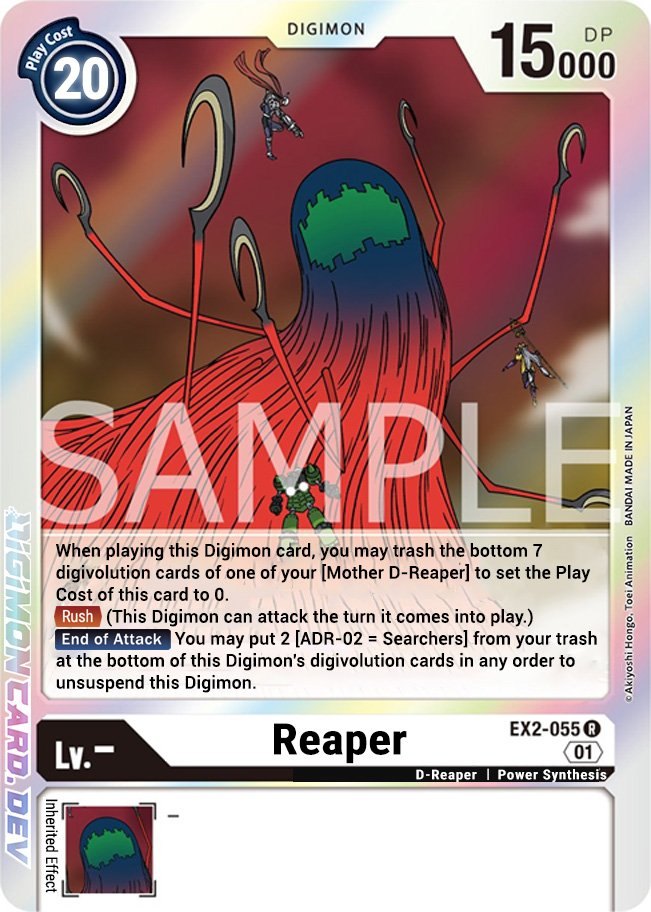 Play Cost
20
DIGIMON
15000
DP
SAMPLE
When playing this Digimon card, you may trash the bottom 7
digivolution cards of one of your [Mother D-Reaper] to set the Play
Cost of this card to 0.
Rush (This Digimon can attack the turn it comes into play.)
End of Attack You may put 2 [ADR-02 = Searchers] from your trash
at the bottom of this Digimon's digivolution cards in any order to
unsuspend this Digimon.
©Akiyoshi Hongo, Toei Animation BANDAI MADE IN JAPAN
DIGIMONCARD.DEV
Lv.-
Reaper
EX2-055 R
01
D-Reaper | Power Synthesis
Inherited Effect
-